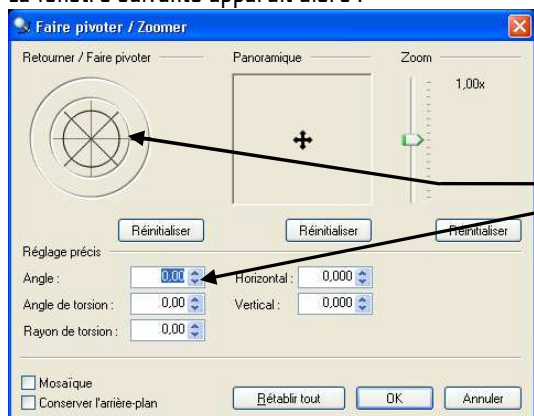 La fenêtre suivante apparaît alors :
Faire pivoter / Zoomer
Retourner / Faire pivoter Panoramique Zoom
1,00x
Réinitialiser Réinitialiser Réinitialiser
Réglage précis
Angle : 0,00 Horizontal : 0,000
Angle de torsion : 0,00 Vertical : 0,000
Rayon de torsion : 0,00
Mosaïque
Conserver l'arrière-plan Rétablir tout OK Annuler